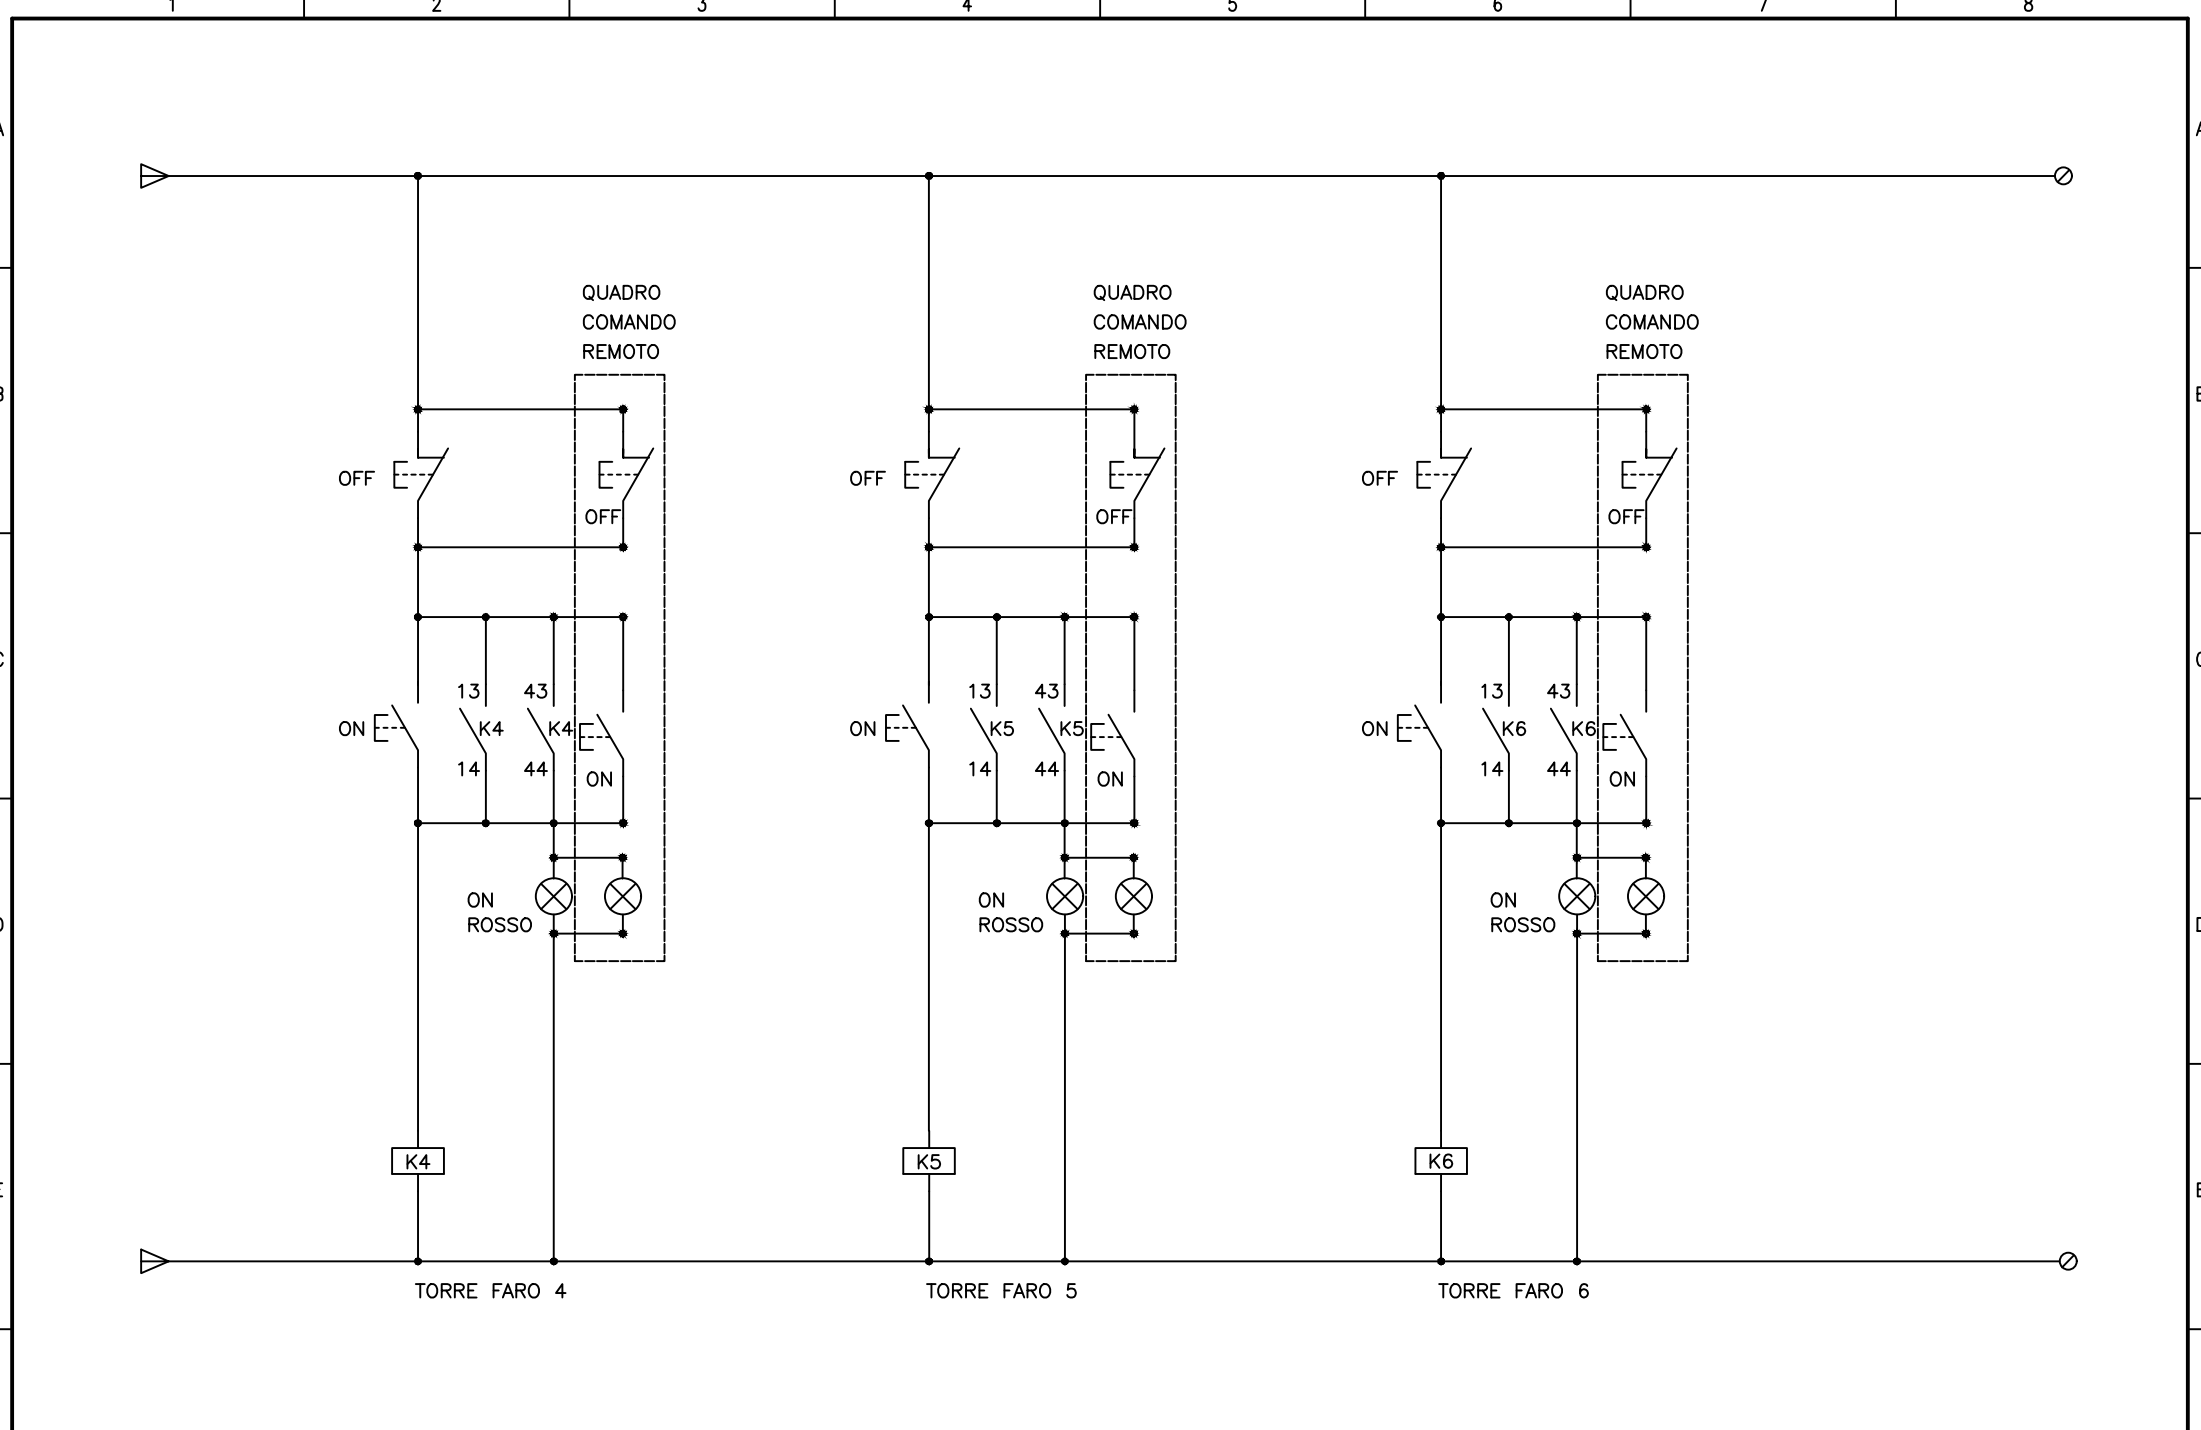 1 2 3 4 5 6 7 8
A A
QUADRO
COMANDO
REMOTO
QUADRO
COMANDO
REMOTO
QUADRO
COMANDO
REMOTO
OFF
OFF
OFF
OFF
OFF
OFF
13 43
ON K4 K4
14 44
ON
13 43
ON K5 K5
14 44
ON
13 43
ON K6 K6
14 44
ON
ON
ROSSO
ON
ROSSO
ON
ROSSO
K4
K5
K6
TORRE FARO 4
TORRE FARO 5
TORRE FARO 6